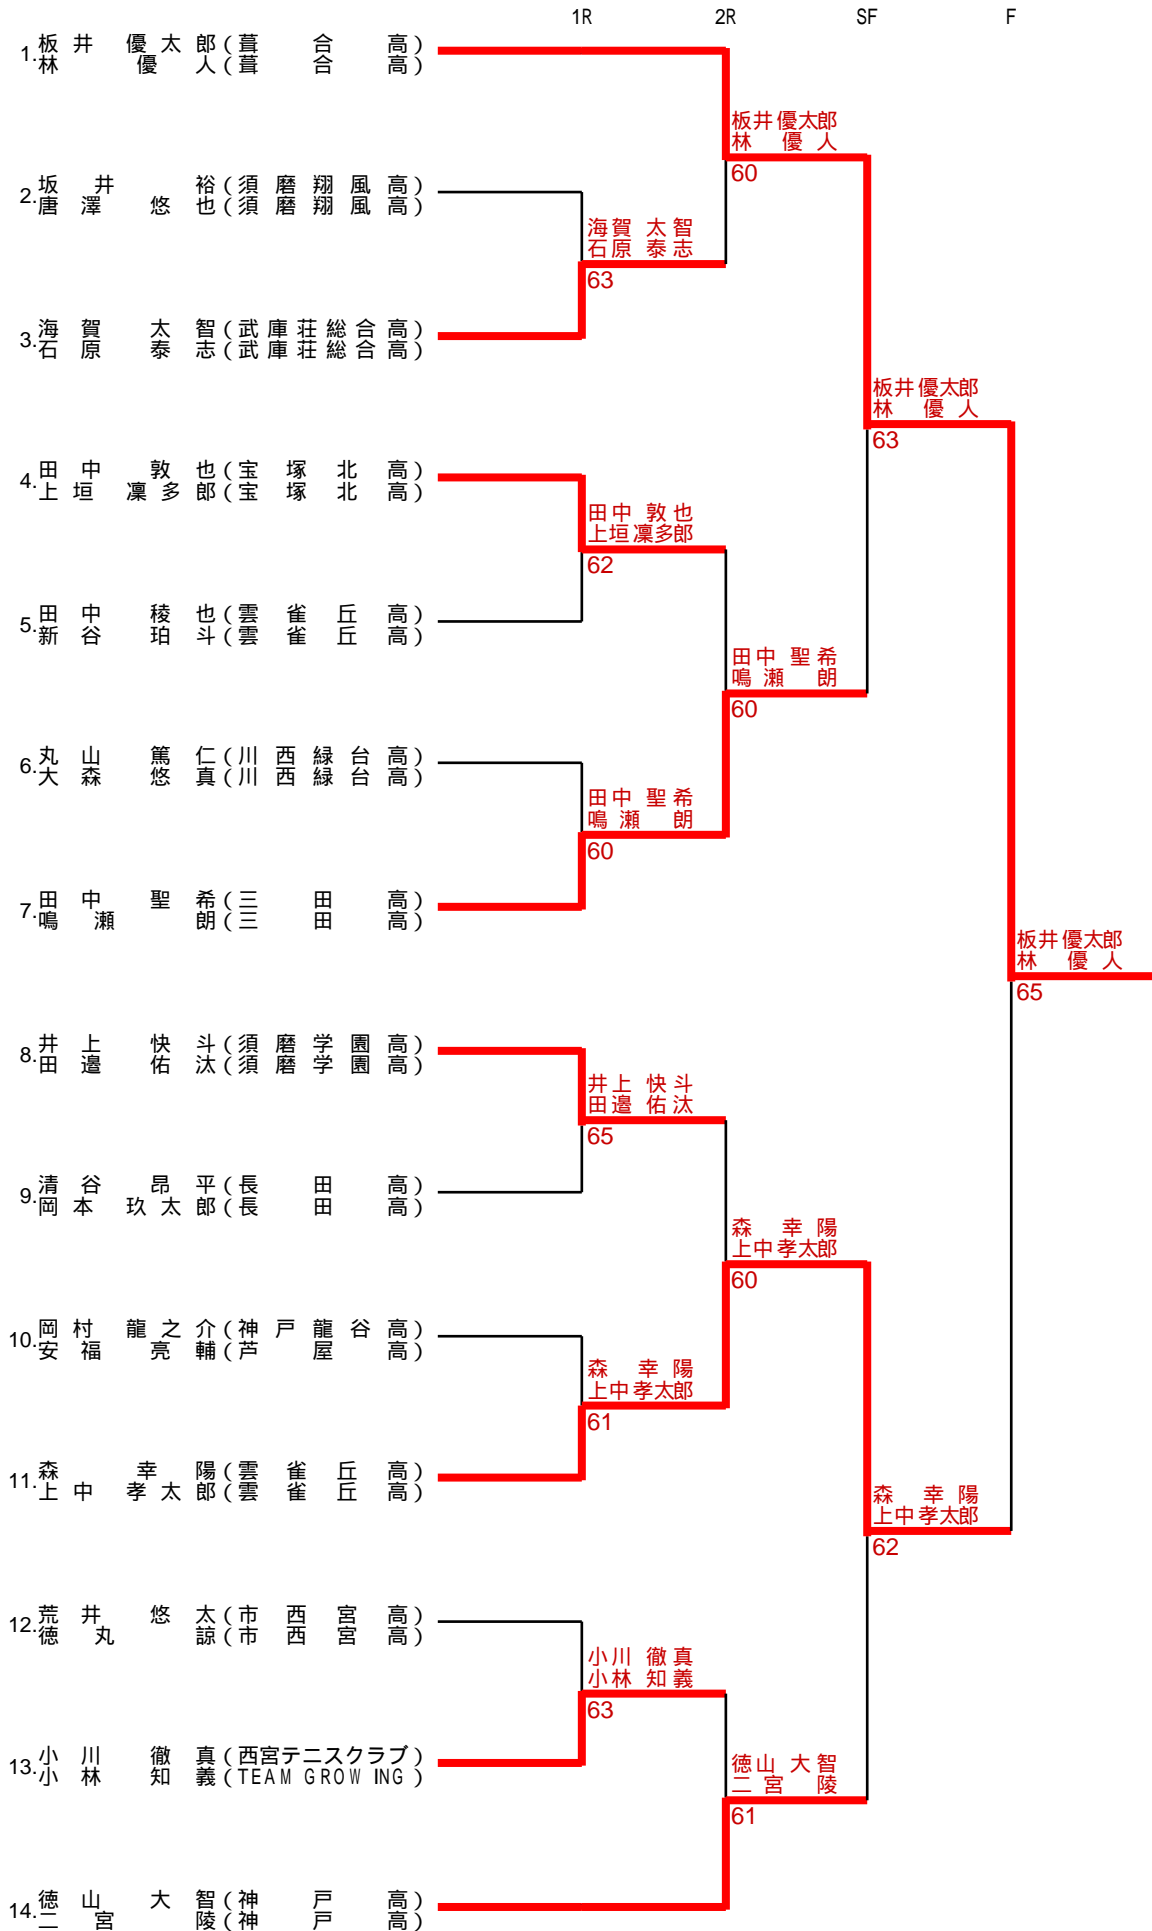 1R 2R SF F
1. 板井 優太郎 (葺合高)
林 優人 (葺合高)
板井 優太郎
林 優人
60
2. 坂井 裕 (須磨翔風高)
唐澤 悠也 (須磨翔風高)
海賀 太智
石原 泰志
63
3. 海賀 太智 (武庫荘総合高)
石原 泰志 (武庫荘総合高)
板井 優太郎
林 優人
63
4. 田中 敦也 (宝塚北高)
上垣 凜多郎 (宝塚北高)
田中 敦也
上垣 凜多郎
62
5. 田中 稜也 (雲雀丘高)
新谷 珀斗 (雲雀丘高)
田中 聖希
鳴瀬 朗
60
6. 丸山 篤仁 (川西緑台高)
大森 悠真 (川西緑台高)
田中 聖希
鳴瀬 朗
60
7. 田中 聖希 (三田高)
鳴瀬 朗 (三田高)
板井 優太郎
林 優人
65
8. 井上 快斗 (須磨学園高)
田邉 佑汰 (須磨学園高)
井上 快斗
田邉 佑汰
65
9. 清谷 昂平 (長田高)
岡本 玖太郎 (長田高)
森 幸陽
上中 孝太郎
60
10. 岡村 龍之介 (神戸龍谷高)
安福 亮輔 (芦屋高)
森 幸陽
上中 孝太郎
61
11. 森 幸陽 (雲雀丘高)
上中 孝太郎 (雲雀丘高)
森 幸陽
上中 孝太郎
62
12. 荒井 悠太 (市西宮高)
徳丸 諒 (市西宮高)
小川 徹真
小林 知義
63
13. 小川 徹真 (西宮テニスクラブ)
小林 知義 (TEAM GROWING)
徳山 大智
二宮 陵
61
14. 徳山 大智 (神戸高)
二宮 陵 (神戸高)